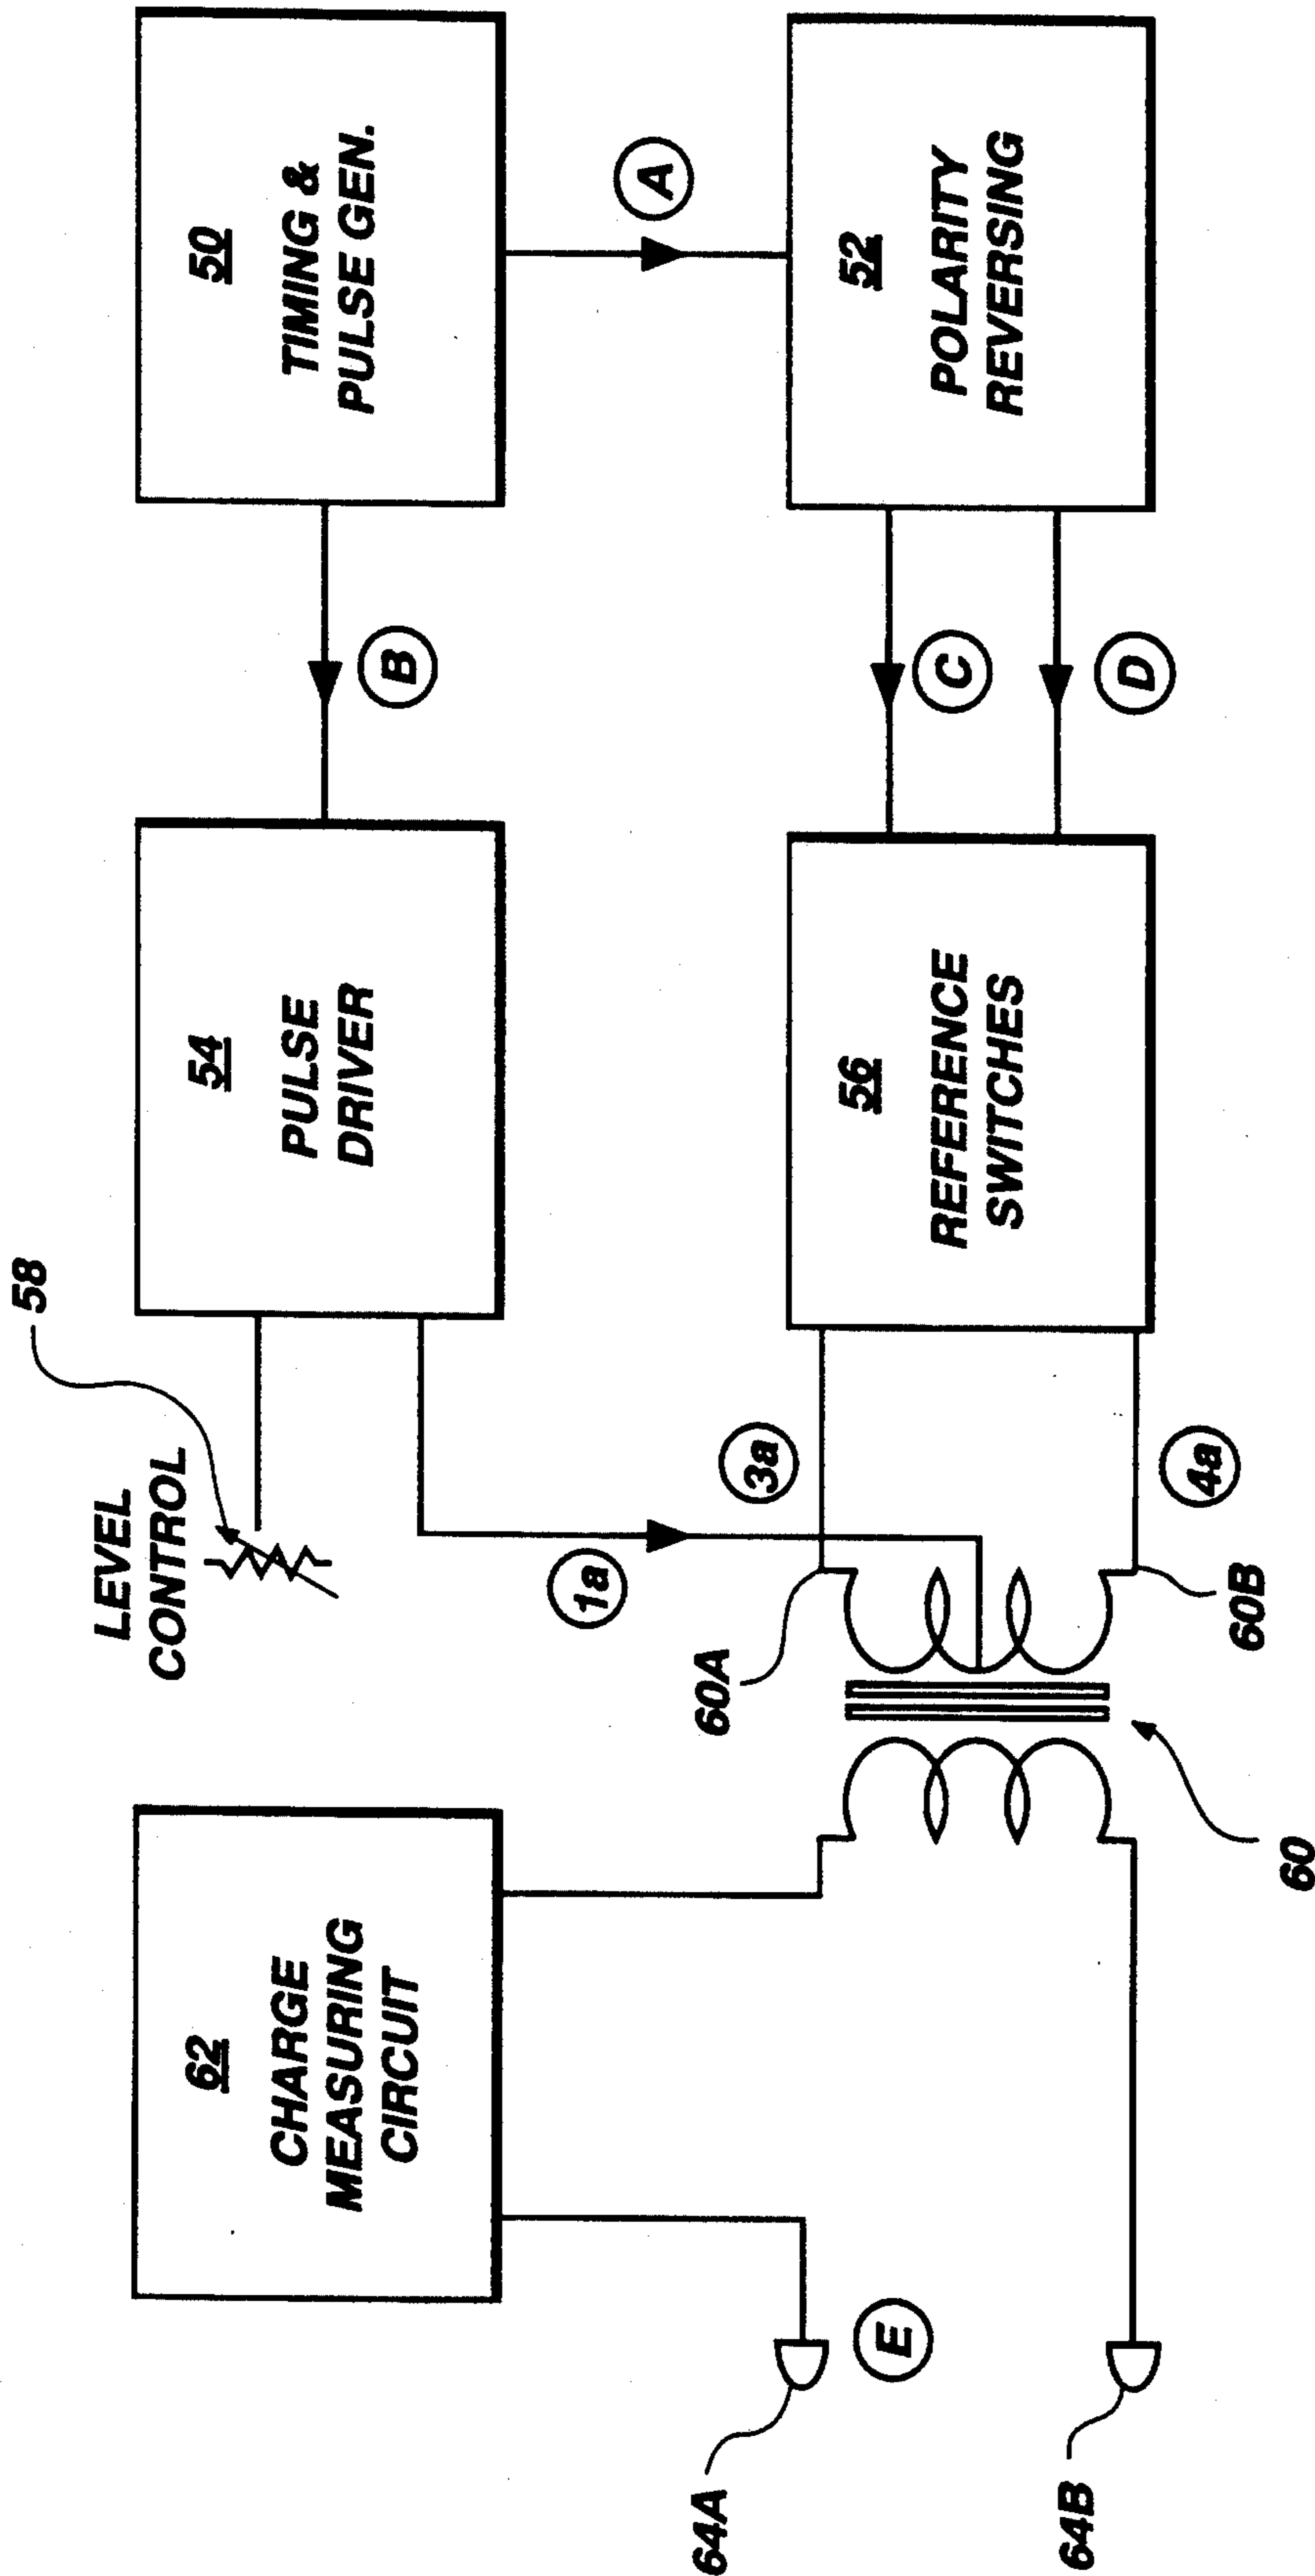 50
TIMING &
PULSE GEN.
A
52
POLARITY
REVERSING
B
C
D
54
PULSE
DRIVER
56
REFERENCE
SWITCHES
58
LEVEL
CONTROL
1a
3a
4a
60A
60B
60
62
CHARGE
MEASURING
CIRCUIT
E
64A
64B